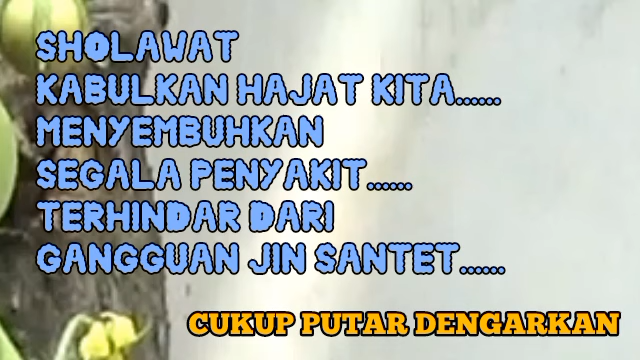 SHOLAWAT
KABULKAN HAJAT KITA......
MENYEMBUHKAN
SEGALA PENYAKIT......
TERHINDAR DARI
GANGGUAN JIN SANTET......
CUKUP PUTAR DENGARKAN